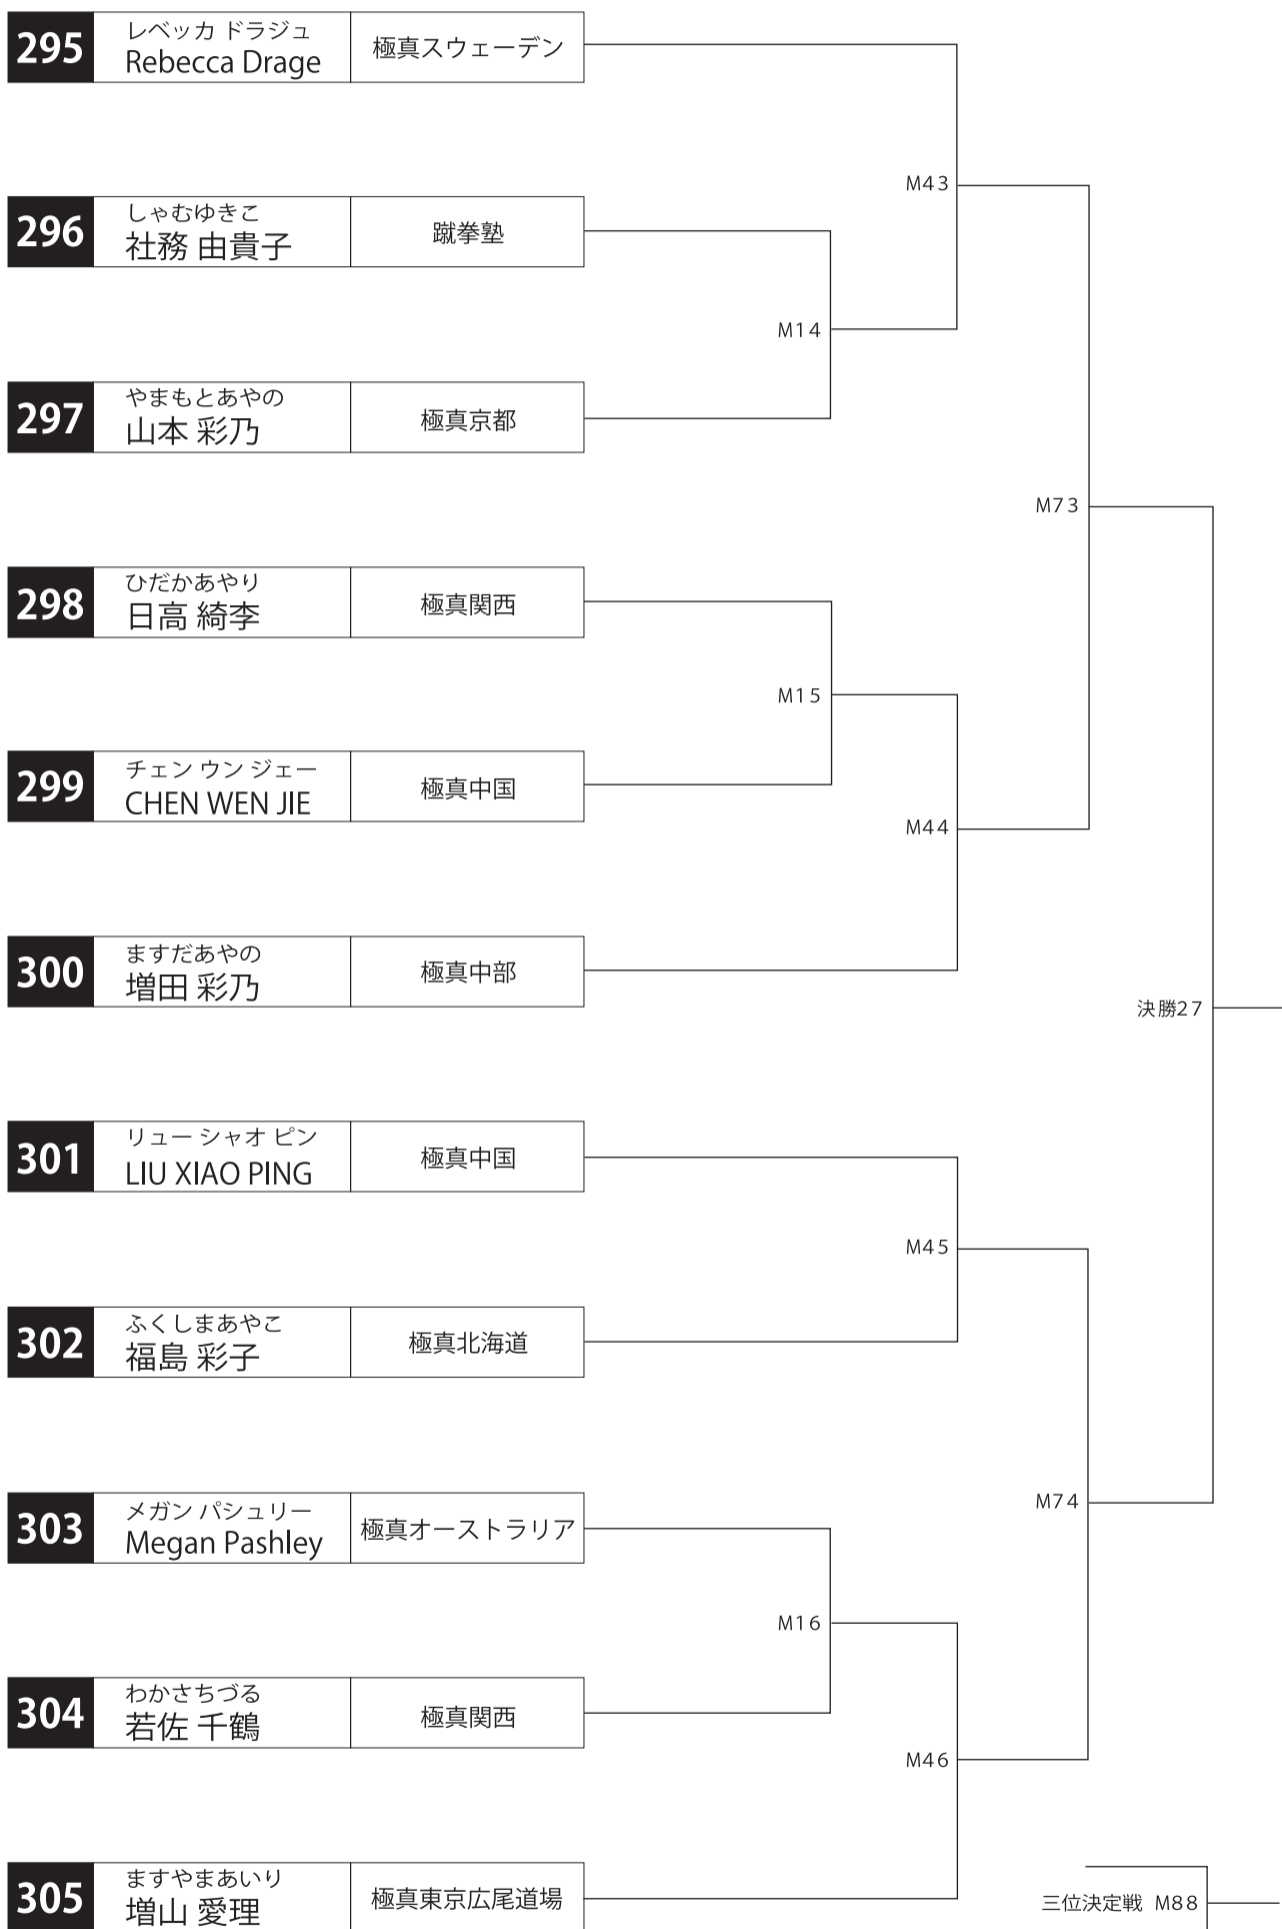 295 レベッカ ドラジュ
Rebecca Drage 極真スウェーデン
M43
296 しゃむゆきこ
社務 由貴子 蹴拳塾
M14
297 やまもとあやの
山本 彩乃 極真京都
M73
298 ひだかあやり
日高 綺李 極真関西
M15
299 チェン ウン ジェー
CHEN WEN JIE 極真中国
M44
300 ますだあやの
増田 彩乃 極真中部
決勝27
301 リュー シャオ ピン
LIU XIAO PING 極真中国
M45
302 ふくしまあやこ
福島 彩子 極真北海道
M74
303 メガン パシュリー
Megan Pashley 極真オーストラリア
M16
304 わかさちづる
若佐 千鶴 極真関西
M46
305 ますやまあいり
増山 愛理 極真東京広尾道場
三位決定戦 M88